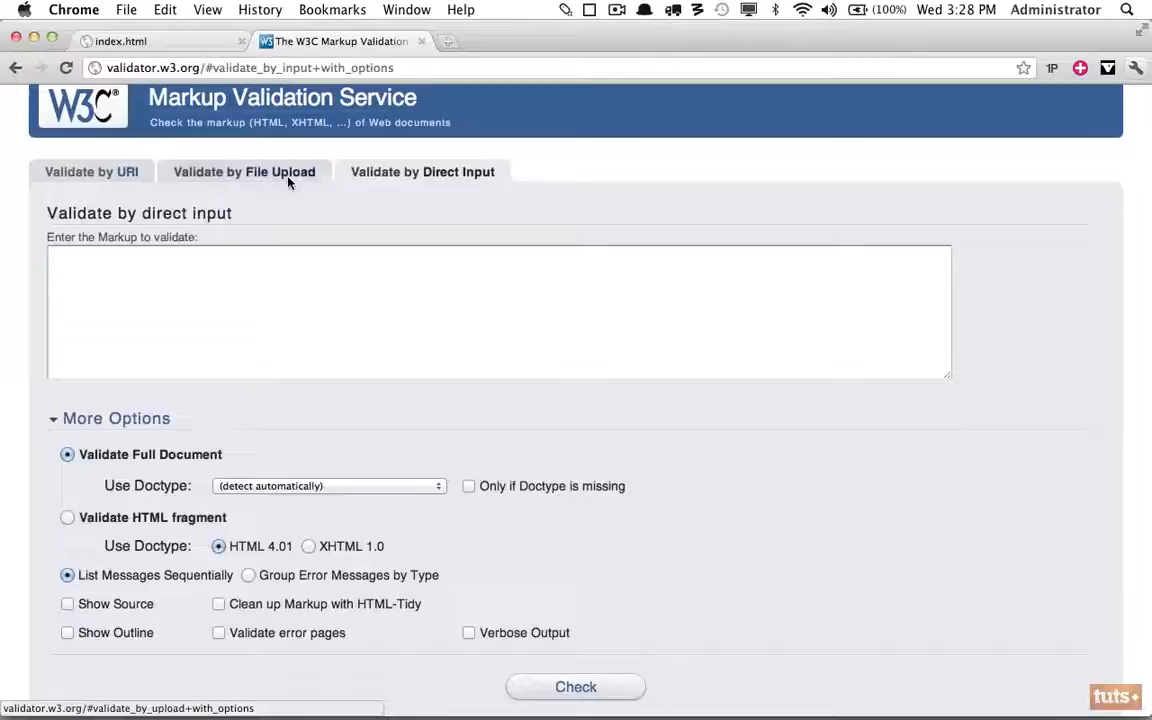 Chrome File Edit View History Bookmarks Window Help (100%) Wed 3:28 PM Administrator
index.html The W3C Markup Validation
validator.w3.org/#validate_by_input+with_options 1P
W3C® Markup Validation Service
Check the markup (HTML, XHTML, ...) of Web documents
Validate by URI Validate by File Upload Validate by Direct Input
Validate by direct input
Enter the Markup to validate:
More Options
Validate Full Document
Use Doctype: (detect automatically) Only if Doctype is missing
Validate HTML fragment
Use Doctype: HTML 4.01 XHTML 1.0
List Messages Sequentially Group Error Messages by Type
Show Source Clean up Markup with HTML-Tidy
Show Outline Validate error pages Verbose Output
Check
tuts+
validator.w3.org/#validate_by_upload+with_options